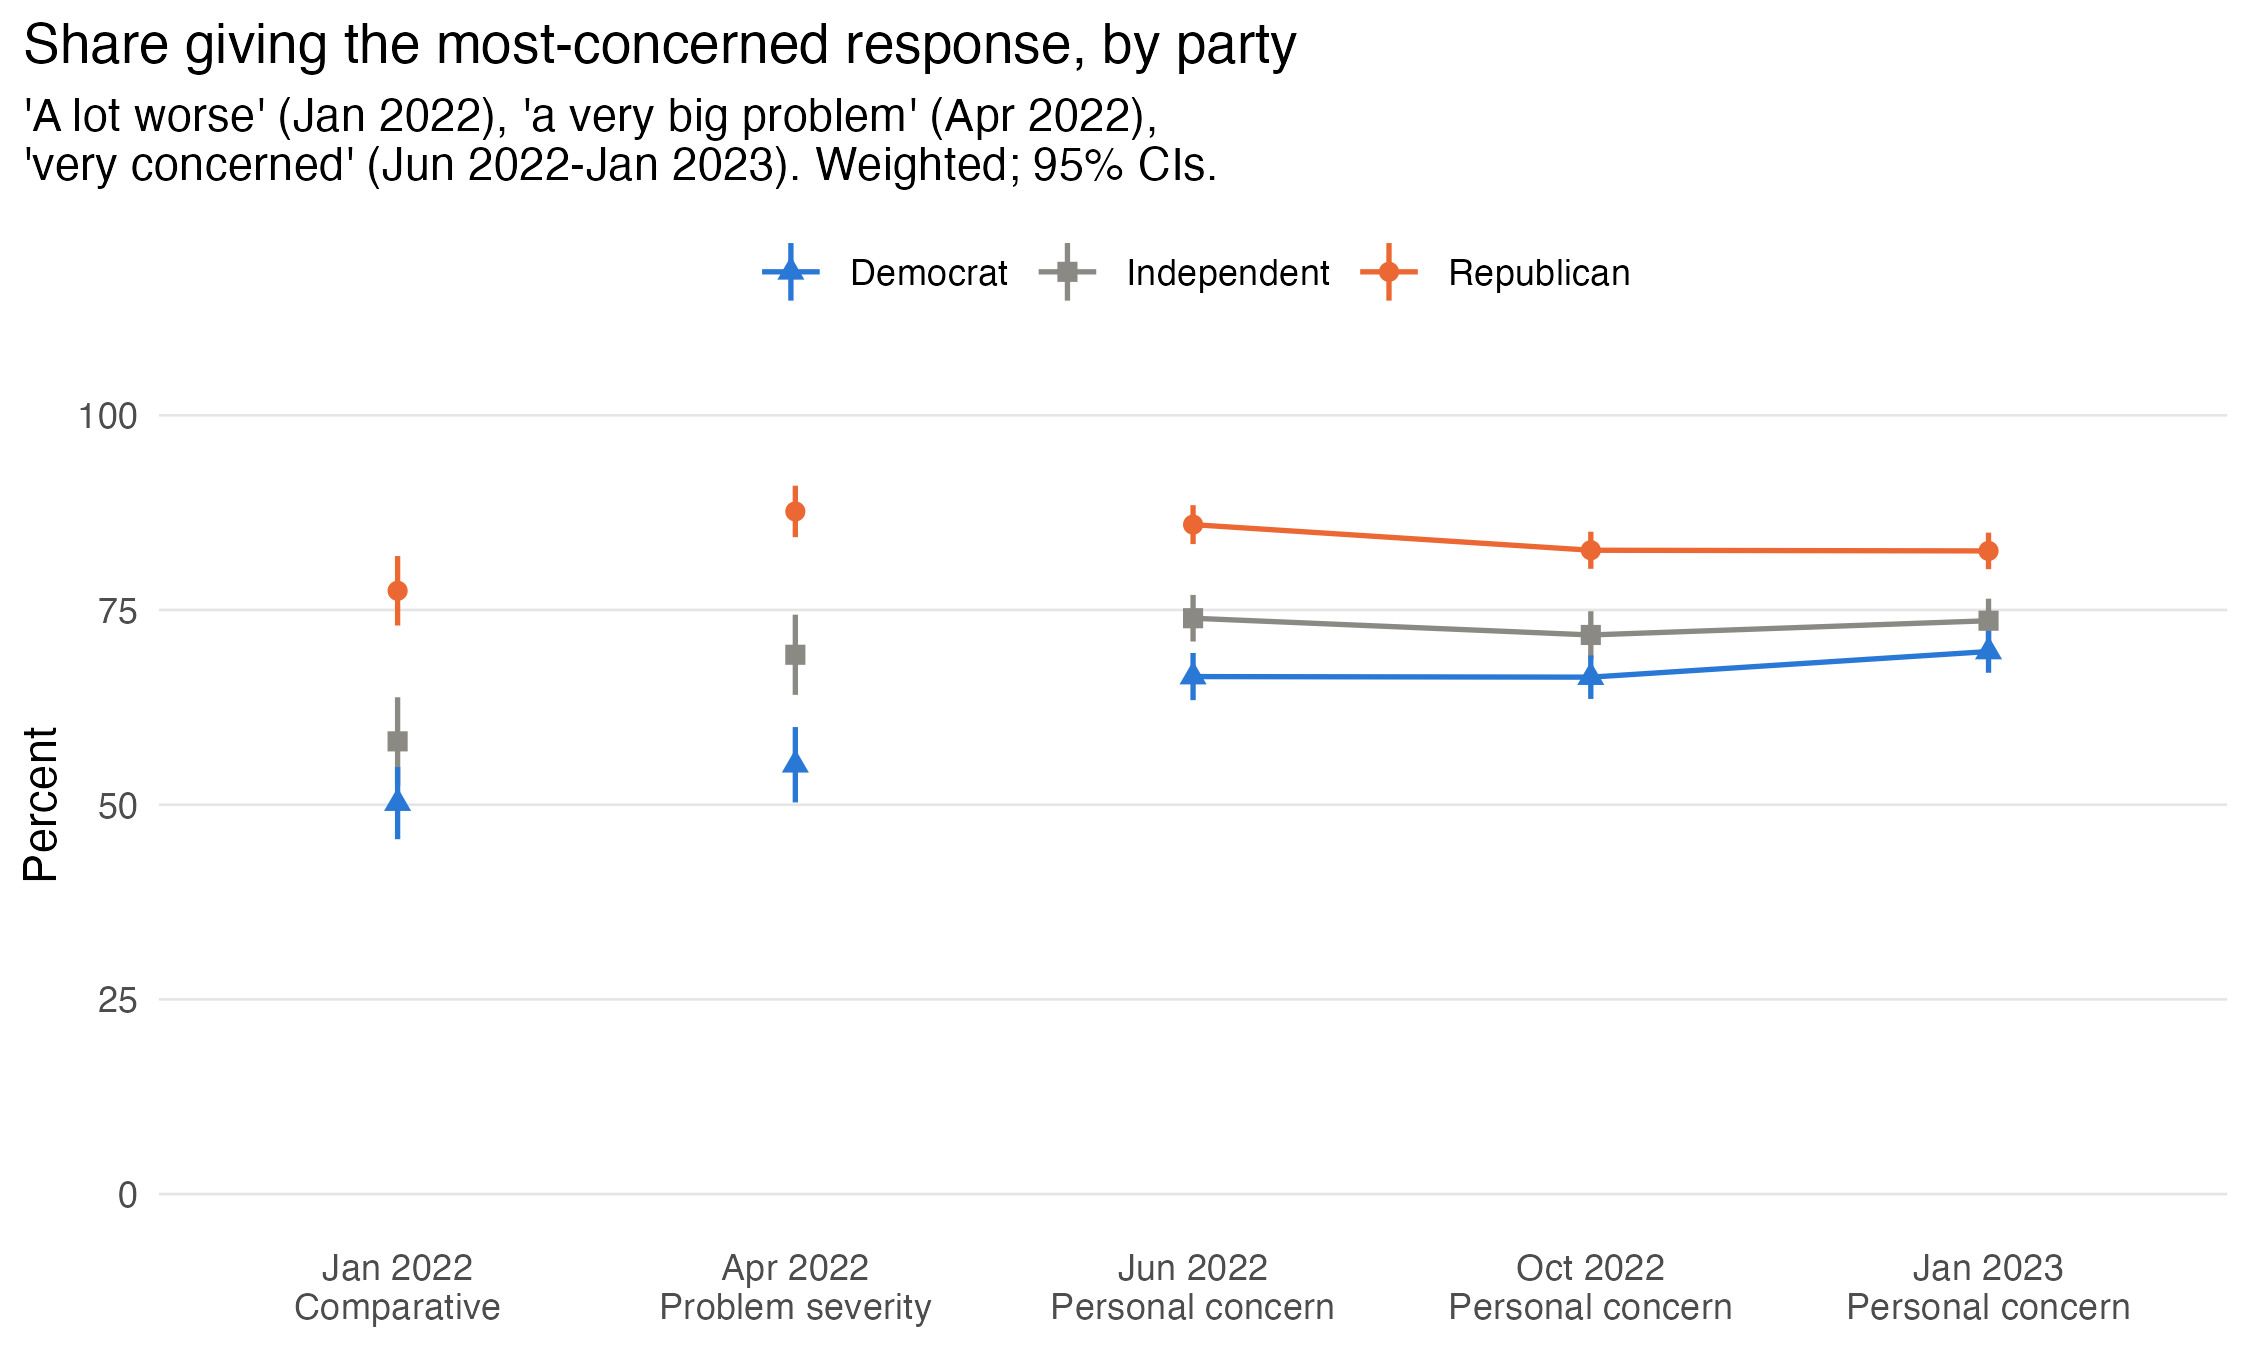 Share giving the most-concerned response, by party
'A lot worse' (Jan 2022), 'a very big problem' (Apr 2022),
'very concerned' (Jun 2022-Jan 2023). Weighted; 95% CIs.
Democrat Independent Republican
100
75
50
25
0
Percent
Jan 2022 Apr 2022 Jun 2022 Oct 2022 Jan 2023
Comparative Problem severity Personal concern Personal concern Personal concern